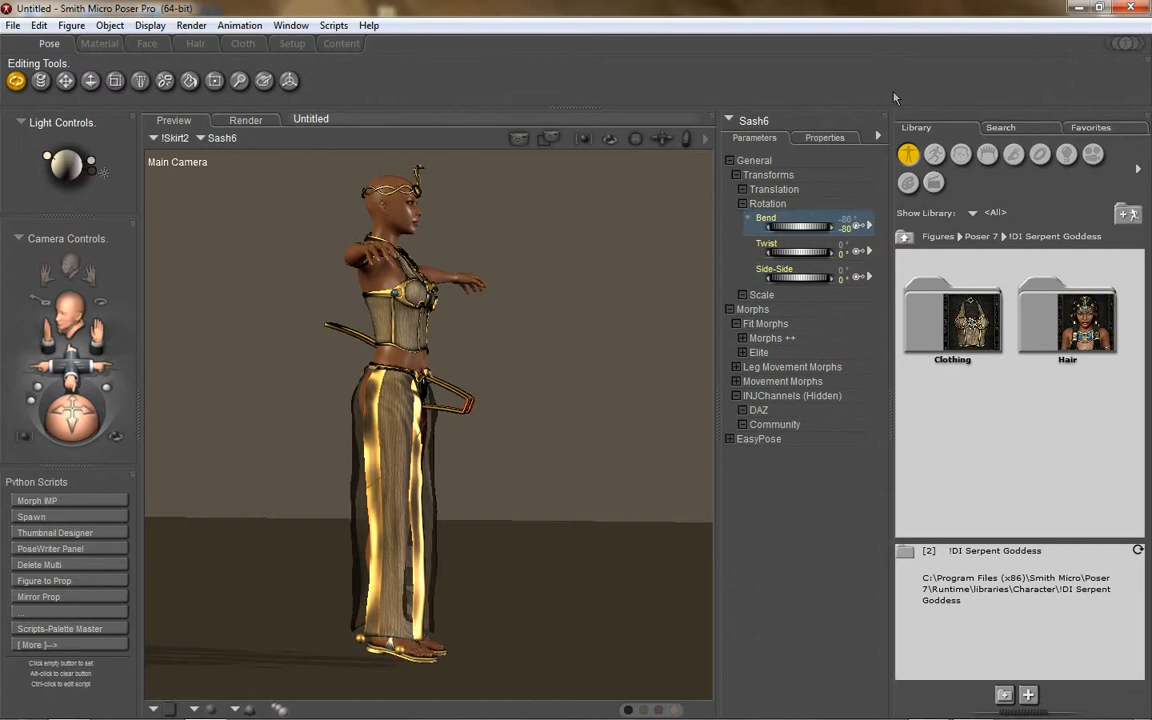 Untitled - Smith Micro Poser Pro (64-bit)
File Edit Figure Object Display Render Animation Window Scripts Help
Pose Material Face Hair Cloth Setup Content
Editing Tools.
Light Controls.
Preview Render Untitled
!Skirt2 Sash6
Main Camera
Camera Controls.
Python Scripts
Morph IMP
Spawn
Thumbnail Designer
PoseWriter Panel
Delete Multi
Figure to Prop
Mirror Prop
...
Scripts-Palette Master
[ More ]-->
Click empty button to set
Alt-click to clear button
Ctrl-click to edit script
Sash6
Parameters Properties
General
Transforms
Translation
Rotation
Bend -80 °
-80
Twist 0 °
0 °
Side-Side 0 °
0 °
Scale
Morphs
Fit Morphs
Morphs ++
Elite
Leg Movement Morphs
Movement Morphs
INJChannels (Hidden)
DAZ
Community
EasyPose
Library Search Favorites
Show Library: <All>
Figures Poser 7 !DI Serpent Goddess
Clothing Hair
[2] !DI Serpent Goddess
C:\Program Files (x86)\Smith Micro\Poser
7\Runtime\libraries\Character\!DI Serpent
Goddess